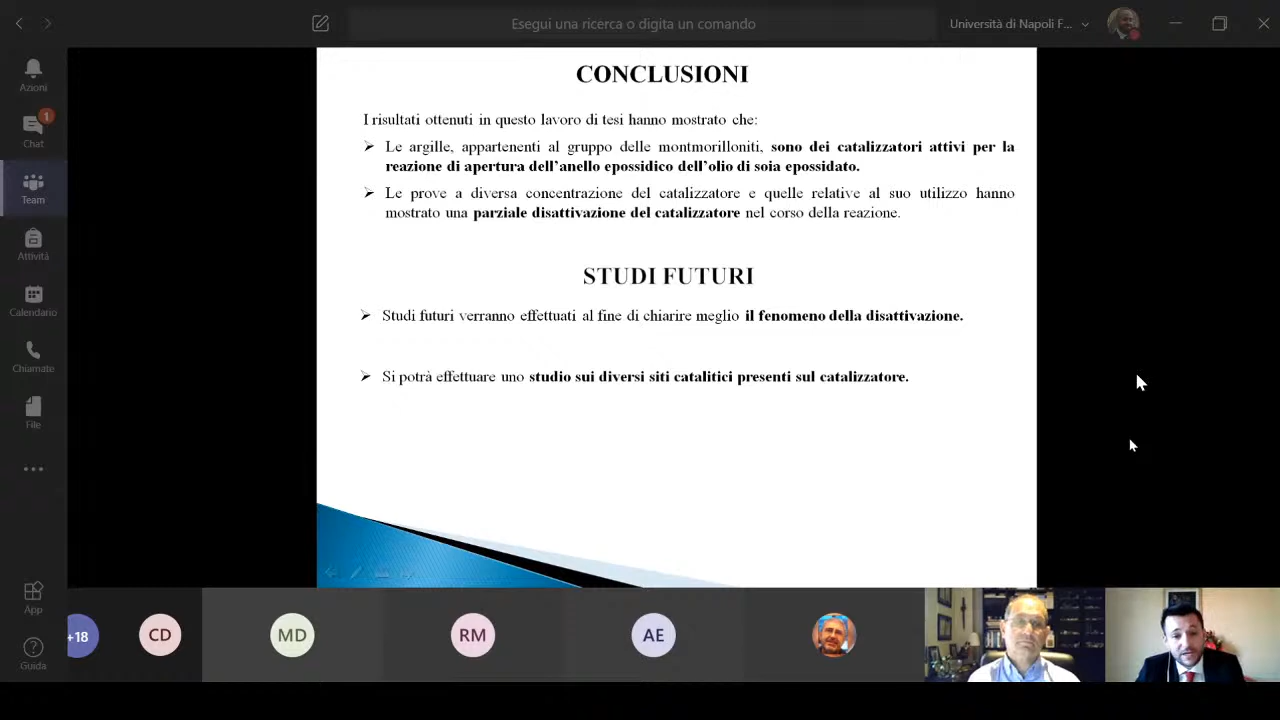 Esegui una ricerca o digita un comando
Università di Napoli F...
Azioni
1
Chat
Team
Attività
Calendario
Chiamate
File
App
Guida
CONCLUSIONI
I risultati ottenuti in questo lavoro di tesi hanno mostrato che:
Le argille, appartenenti al gruppo delle montmorilloniti, sono dei catalizzatori attivi per la
reazione di apertura dell'anello epossidico dell'olio di soia epossidato.
Le prove a diversa concentrazione del catalizzatore e quelle relative al suo utilizzo hanno
mostrato una parziale disattivazione del catalizzatore nel corso della reazione.
STUDI FUTURI
Studi futuri verranno effettuati al fine di chiarire meglio il fenomeno della disattivazione.
Si potrà effettuare uno studio sui diversi siti catalitici presenti sul catalizzatore.
+18
CD
MD
RM
AE